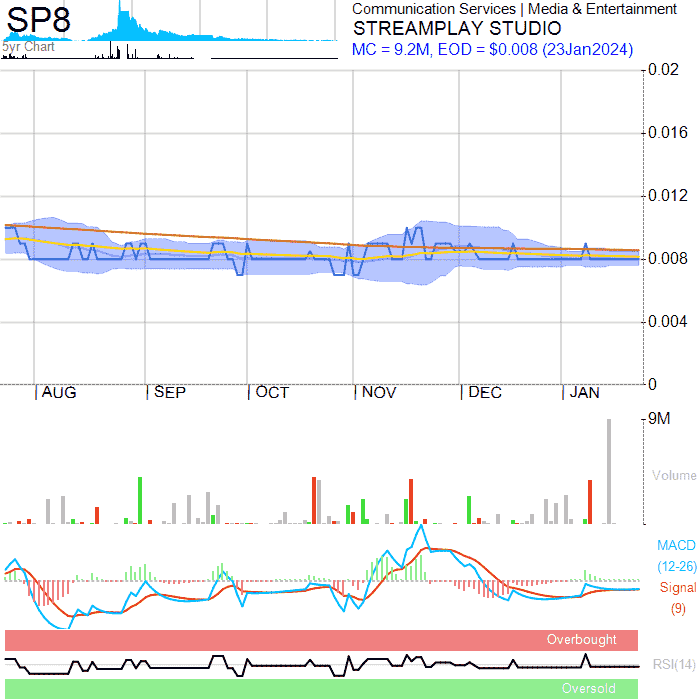 SP8
5yr Chart
Communication Services | Media & Entertainment
STREAMPLAY STUDIO
MC = 9.2M, EOD = $0.008 (23Jan2024)
0.02
0.016
0.012
0.008
0.004
0
AUG SEP OCT NOV DEC JAN
9M
Volume
MACD
(12-26)
Signal
(9)
Overbought
RSI(14)
Oversold